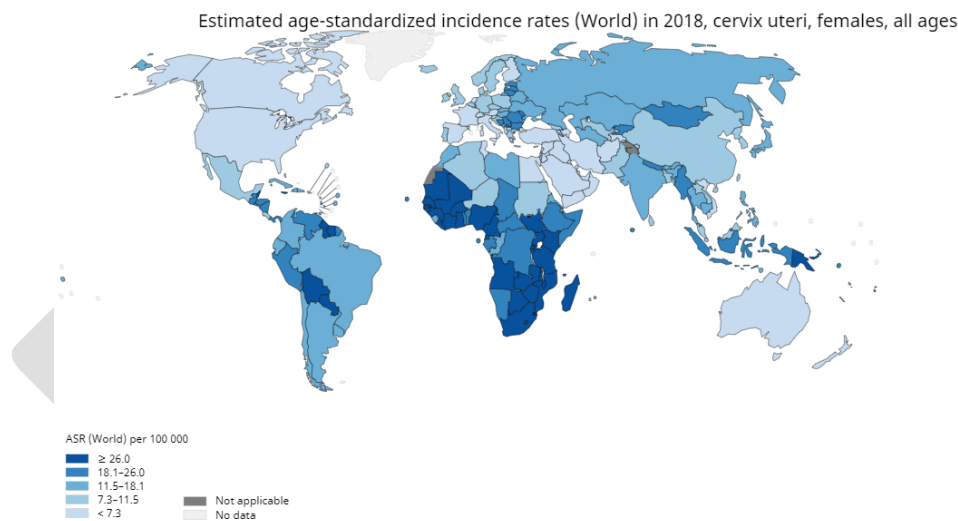 Estimated age-standardized incidence rates (World) in 2018, cervix uteri, females, all ages
ASR (World) per 100 000
≥ 26.0
18.1–26.0
11.5–18.1
7.3–11.5
< 7.3
Not applicable
No data